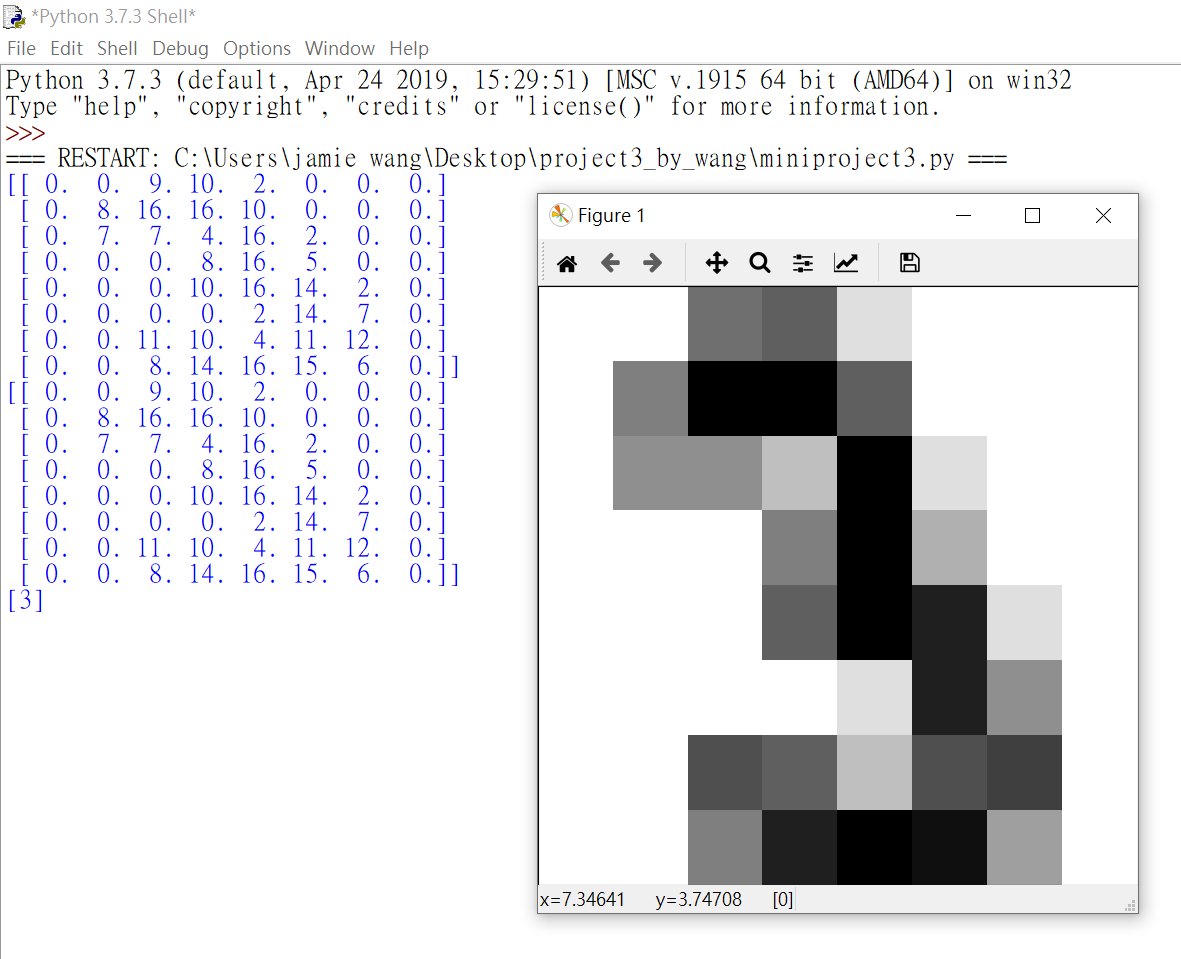 *Python 3.7.3 Shell*
File Edit Shell Debug Options Window Help
Python 3.7.3 (default, Apr 24 2019, 15:29:51) [MSC v.1915 64 bit (AMD64)] on win32
Type "help", "copyright", "credits" or "license()" for more information.
>>>
=== RESTART: C:\Users\jamie wang\Desktop\project3_by_wang\miniproject3.py ===
[[ 0.  0.  9. 10.  2.  0.  0.  0.]
 [ 0.  8. 16. 16. 10.  0.  0.  0.]
 [ 0.  7.  7.  4. 16.  2.  0.  0.]
 [ 0.  0.  0.  8. 16.  5.  0.  0.]
 [ 0.  0.  0. 10. 16. 14.  2.  0.]
 [ 0.  0.  0.  0.  2. 14.  7.  0.]
 [ 0.  0. 11. 10.  4. 11. 12.  0.]
 [ 0.  0.  8. 14. 16. 15.  6.  0.]]
[[ 0.  0.  9. 10.  2.  0.  0.  0.]
 [ 0.  8. 16. 16. 10.  0.  0.  0.]
 [ 0.  7.  7.  4. 16.  2.  0.  0.]
 [ 0.  0.  0.  8. 16.  5.  0.  0.]
 [ 0.  0.  0. 10. 16. 14.  2.  0.]
 [ 0.  0.  0.  0.  2. 14.  7.  0.]
 [ 0.  0. 11. 10.  4. 11. 12.  0.]
 [ 0.  0.  8. 14. 16. 15.  6.  0.]]
[3]
Figure 1
x=7.34641 y=3.74708 [0]